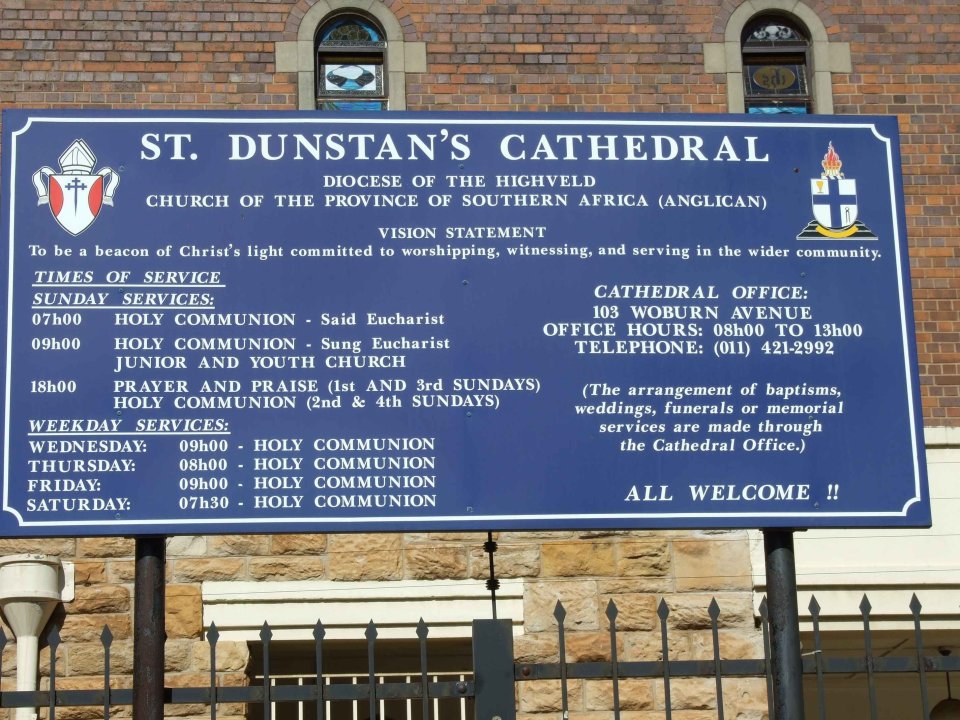 ST. DUNSTAN'S CATHEDRAL
DIOCESE OF THE HIGHVELD
CHURCH OF THE PROVINCE OF SOUTHERN AFRICA (ANGLICAN)
VISION STATEMENT
To be a beacon of Christ's light committed to worshipping, witnessing, and serving in the wider community.
TIMES OF SERVICE
SUNDAY SERVICES:
07h00 HOLY COMMUNION - Said Eucharist
09h00 HOLY COMMUNION - Sung Eucharist
JUNIOR AND YOUTH CHURCH
18h00 PRAYER AND PRAISE (1st AND 3rd SUNDAYS)
HOLY COMMUNION (2nd & 4th SUNDAYS)
WEEKDAY SERVICES:
WEDNESDAY: 09h00 - HOLY COMMUNION
THURSDAY: 08h00 - HOLY COMMUNION
FRIDAY: 09h00 - HOLY COMMUNION
SATURDAY: 07h30 - HOLY COMMUNION
CATHEDRAL OFFICE:
103 WOBURN AVENUE
OFFICE HOURS: 08h00 TO 13h00
TELEPHONE: (011) 421-2992
(The arrangement of baptisms,
weddings, funerals or memorial
services are made through
the Cathedral Office.)
ALL WELCOME !!